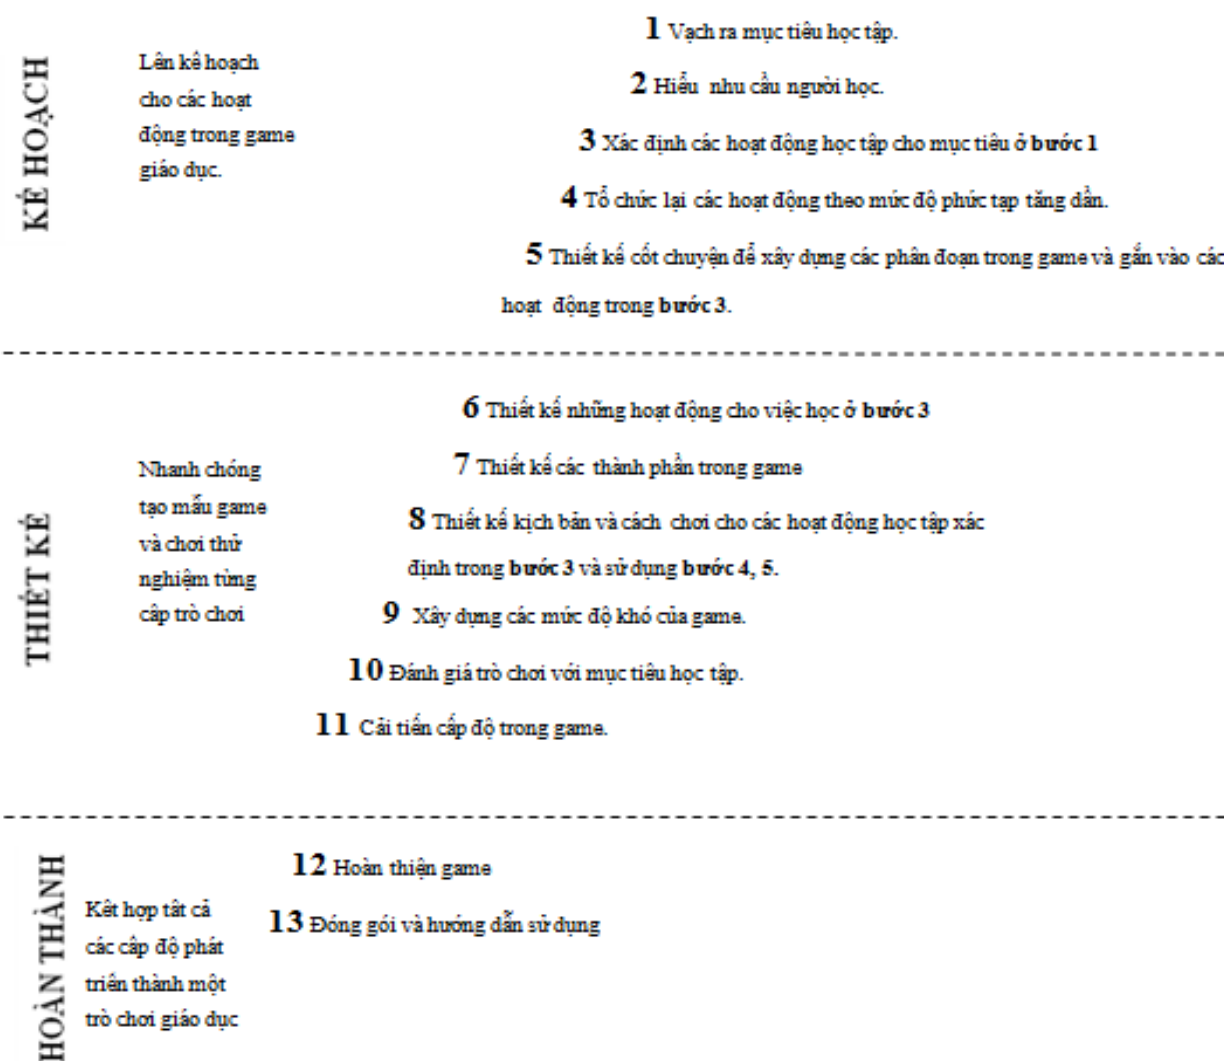 KẾ HOẠCH
Lên kế hoạch
cho các hoạt
động trong game
giáo dục.
1 Vạch ra mục tiêu học tập.
2 Hiểu nhu cầu người học.
3 Xác định các hoạt động học tập cho mục tiêu ở bước 1
4 Tổ chức lại các hoạt động theo mức độ phức tạp tăng dần.
5 Thiết kế cốt chuyện để xây dựng các phân đoạn trong game và gắn vào các
hoạt động trong bước 3.
THIẾT KẾ
Nhanh chóng
tạo mẫu game
và chơi thử
nghiệm từng
cấp trò chơi
6 Thiết kế những hoạt động cho việc học ở bước 3
7 Thiết kế các thành phần trong game
8 Thiết kế kịch bản và cách chơi cho các hoạt động học tập xác
định trong bước 3 và sử dụng bước 4, 5.
9 Xây dựng các mức độ khó của game.
10 Đánh giá trò chơi với mục tiêu học tập.
11 Cải tiến cấp độ trong game.
HOÀN THÀNH
Kết hợp tất cả
các cấp độ phát
triển thành một
trò chơi giáo dục
12 Hoàn thiện game
13 Đóng gói và hướng dẫn sử dụng